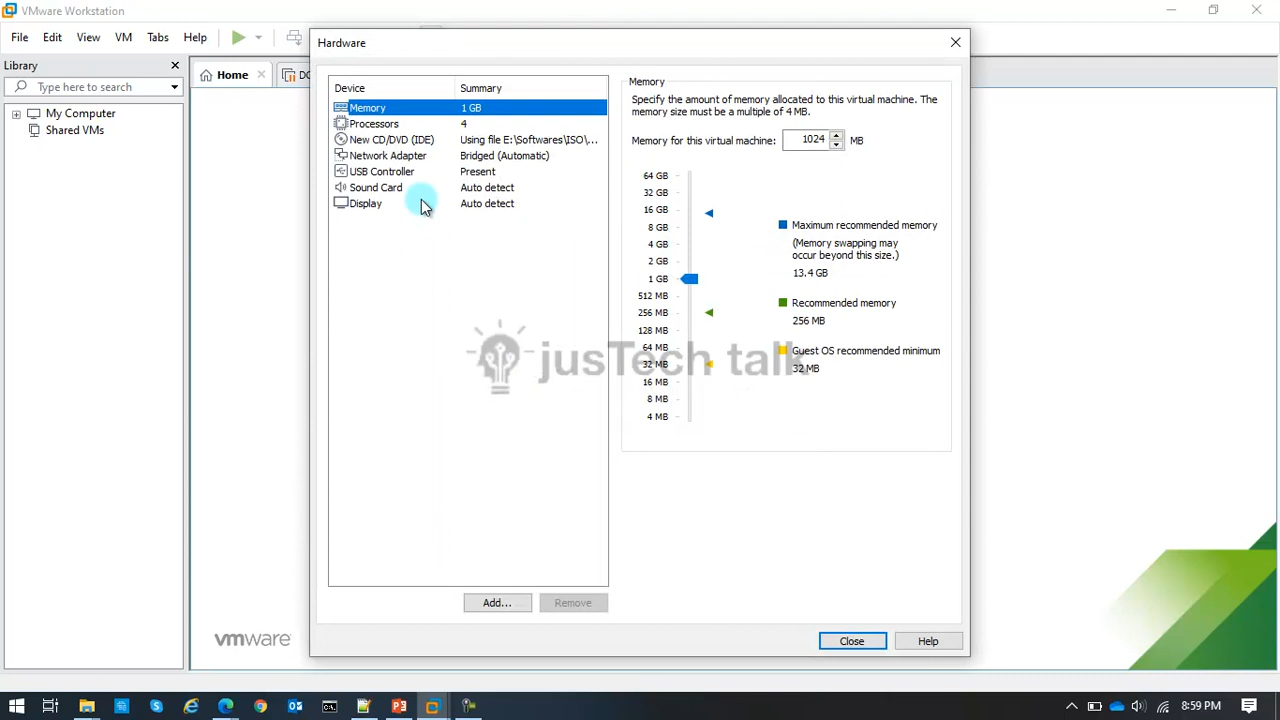 VMware Workstation
File Edit View VM Tabs Help
Library
Type here to search
My Computer
Shared VMs
Home
DC
Hardware
Device Summary
Memory 1 GB
Processors 4
New CD/DVD (IDE) Using file E:\Softwares\ISO\...
Network Adapter Bridged (Automatic)
USB Controller Present
Sound Card Auto detect
Display Auto detect
Add... Remove
Memory
Specify the amount of memory allocated to this virtual machine. The
memory size must be a multiple of 4 MB.
Memory for this virtual machine: 1024 MB
64 GB
32 GB
16 GB
8 GB
4 GB
2 GB
1 GB
512 MB
256 MB
128 MB
64 MB
32 MB
16 MB
8 MB
4 MB
Maximum recommended memory
(Memory swapping may
occur beyond this size.)
13.4 GB
Recommended memory
256 MB
Guest OS recommended minimum
32 MB
jusTech talk
Close Help
vmware
8:59 PM